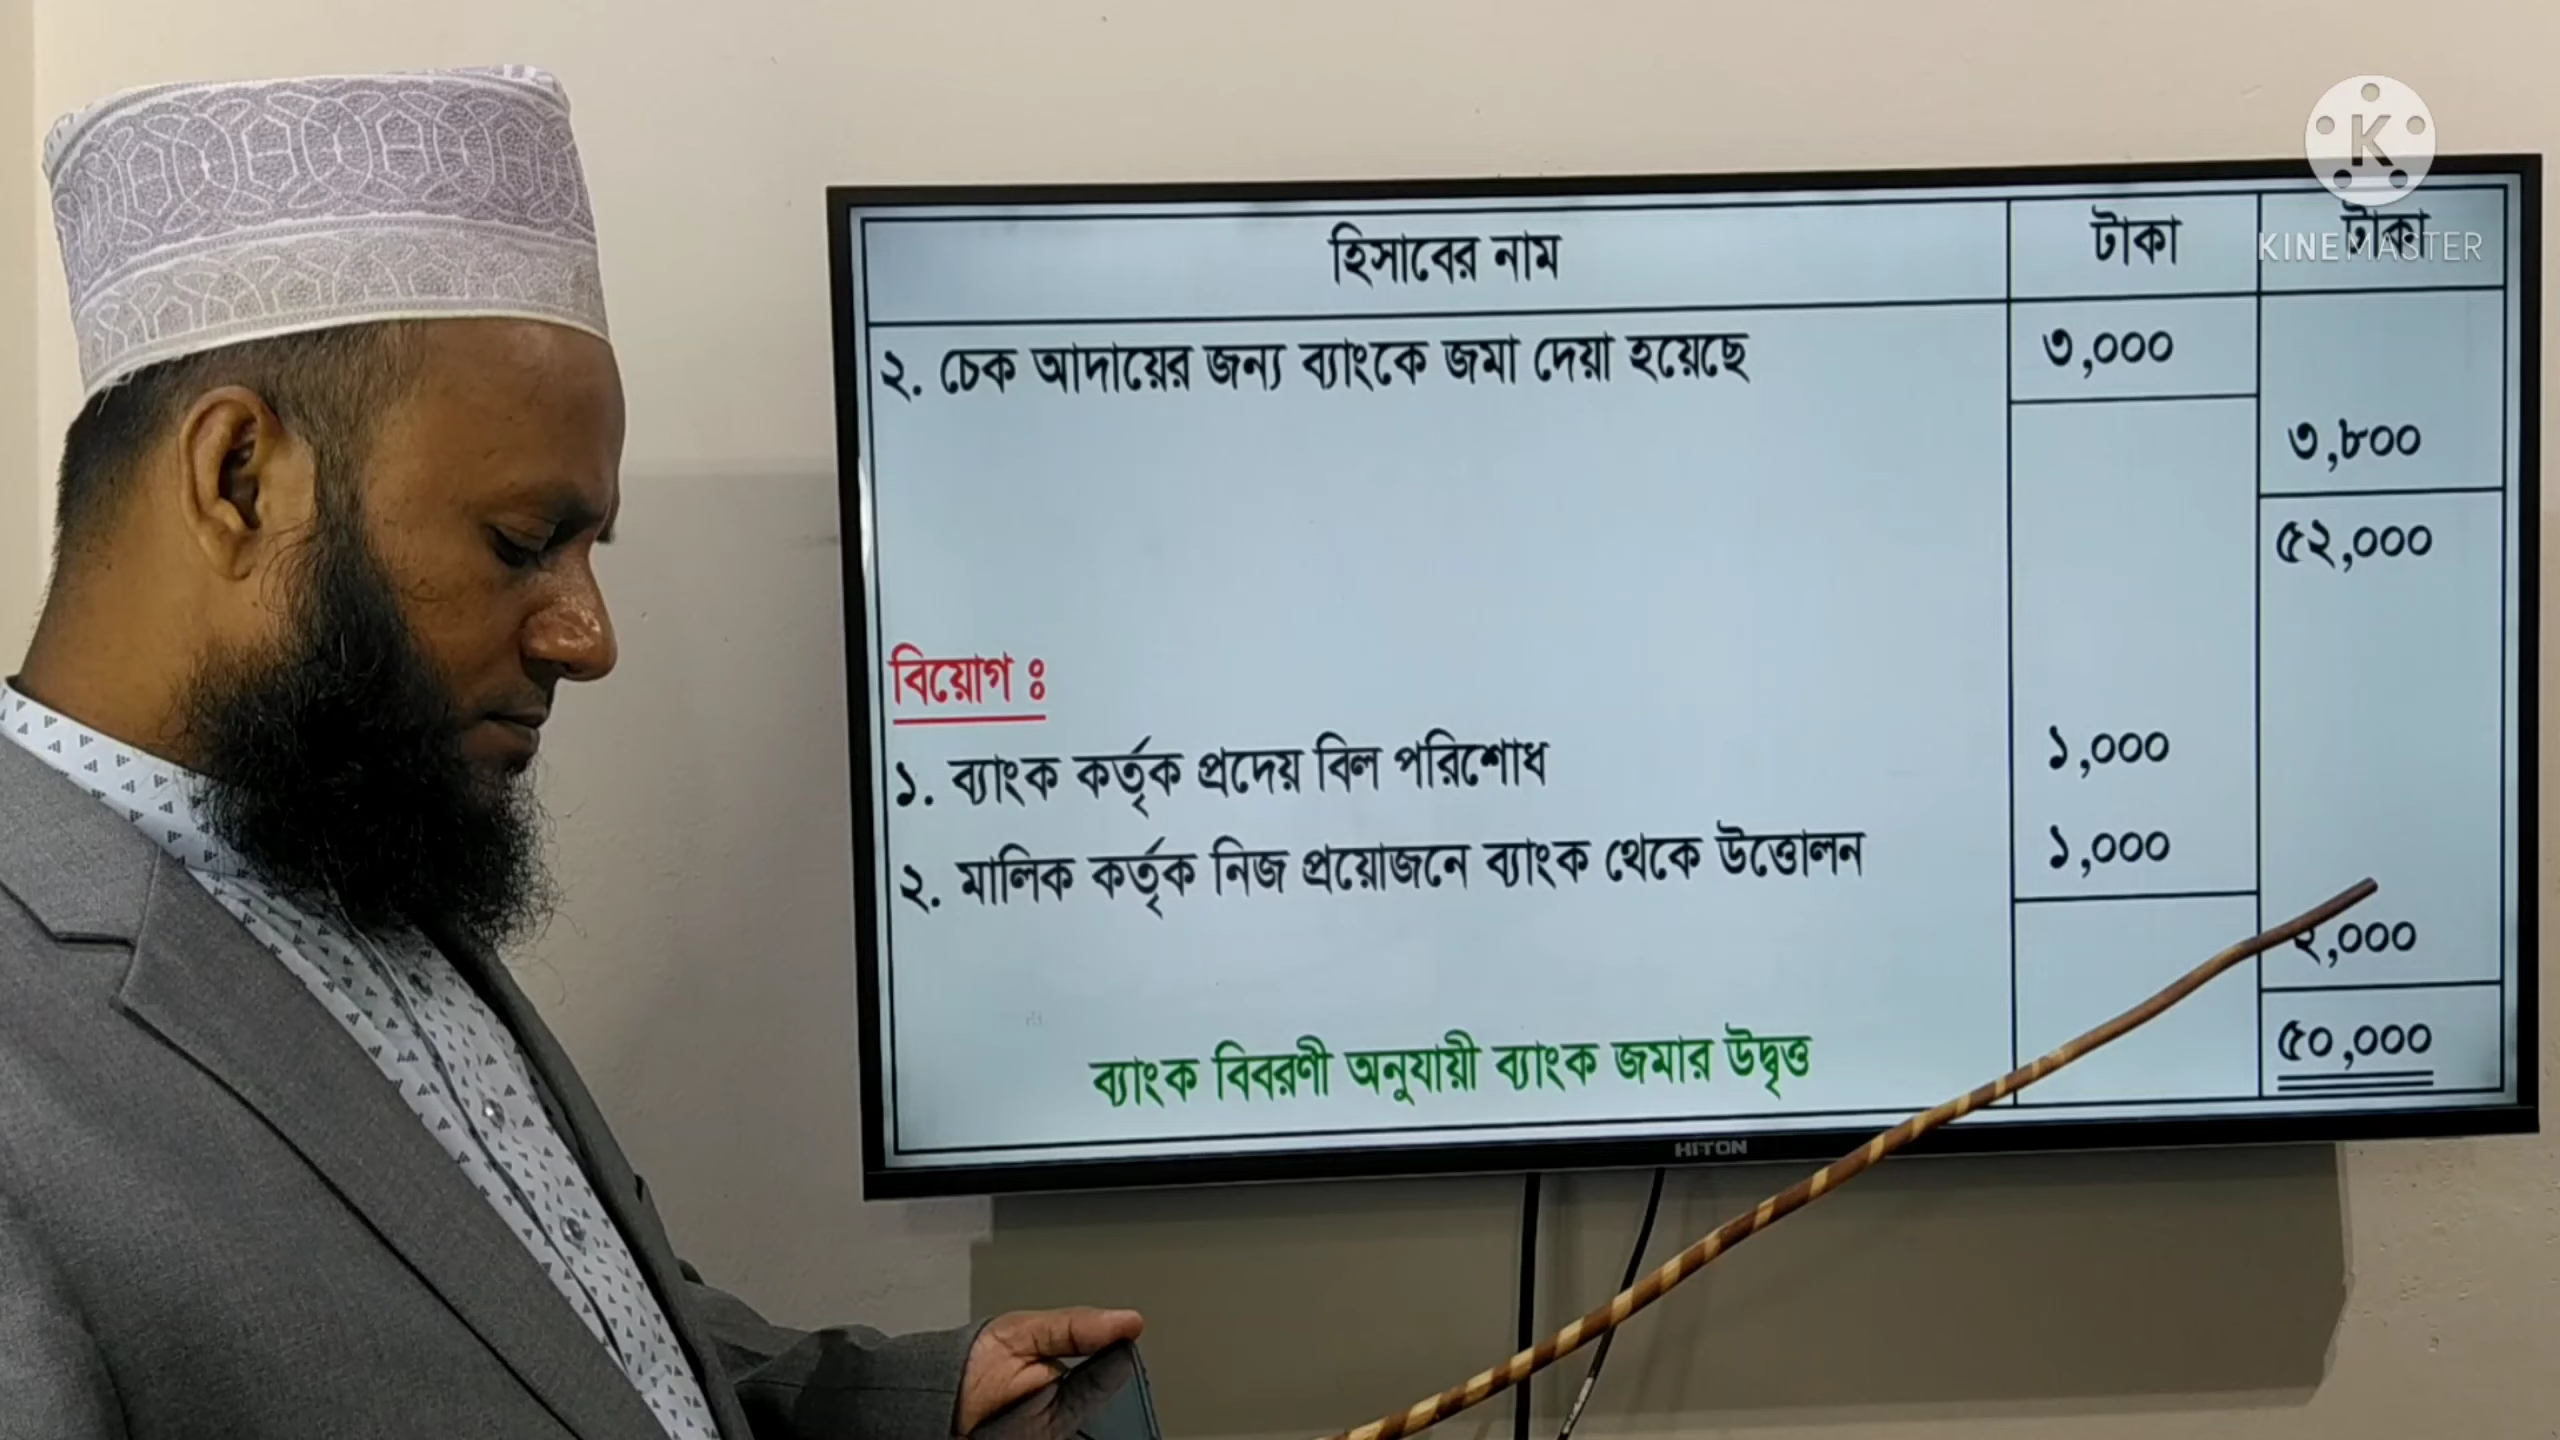 K
KINEMASTER
হিসাবের নাম টাকা টাকা
২. চেক আদায়ের জন্য ব্যাংকে জমা দেয়া হয়েছে ৩,০০০
৩,৮০০
৫২,০০০
বিয়োগ ঃ
১. ব্যাংক কর্তৃক প্রদেয় বিল পরিশোধ ১,০০০
২. মালিক কর্তৃক নিজ প্রয়োজনে ব্যাংক থেকে উত্তোলন ১,০০০
২,০০০
ব্যাংক বিবরণী অনুযায়ী ব্যাংক জমার উদ্বৃত্ত ৫০,০০০
HITON